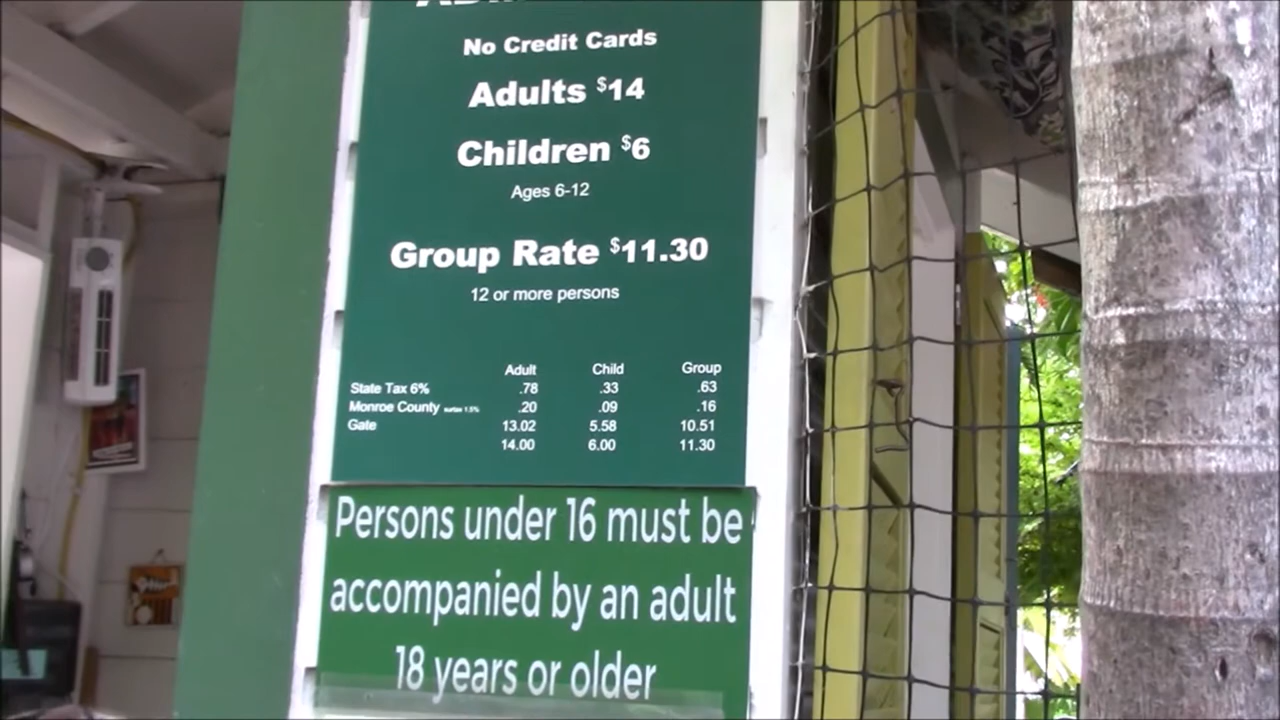 No Credit Cards
Adults $14
Children $6
Ages 6-12
Group Rate $11.30
12 or more persons
Adult Child Group
State Tax 6% .78 .33 .63
Monroe County surtax 1.5% .20 .09 .16
Gate 13.02 5.58 10.51
14.00 6.00 11.30
Persons under 16 must be
accompanied by an adult
18 years or older